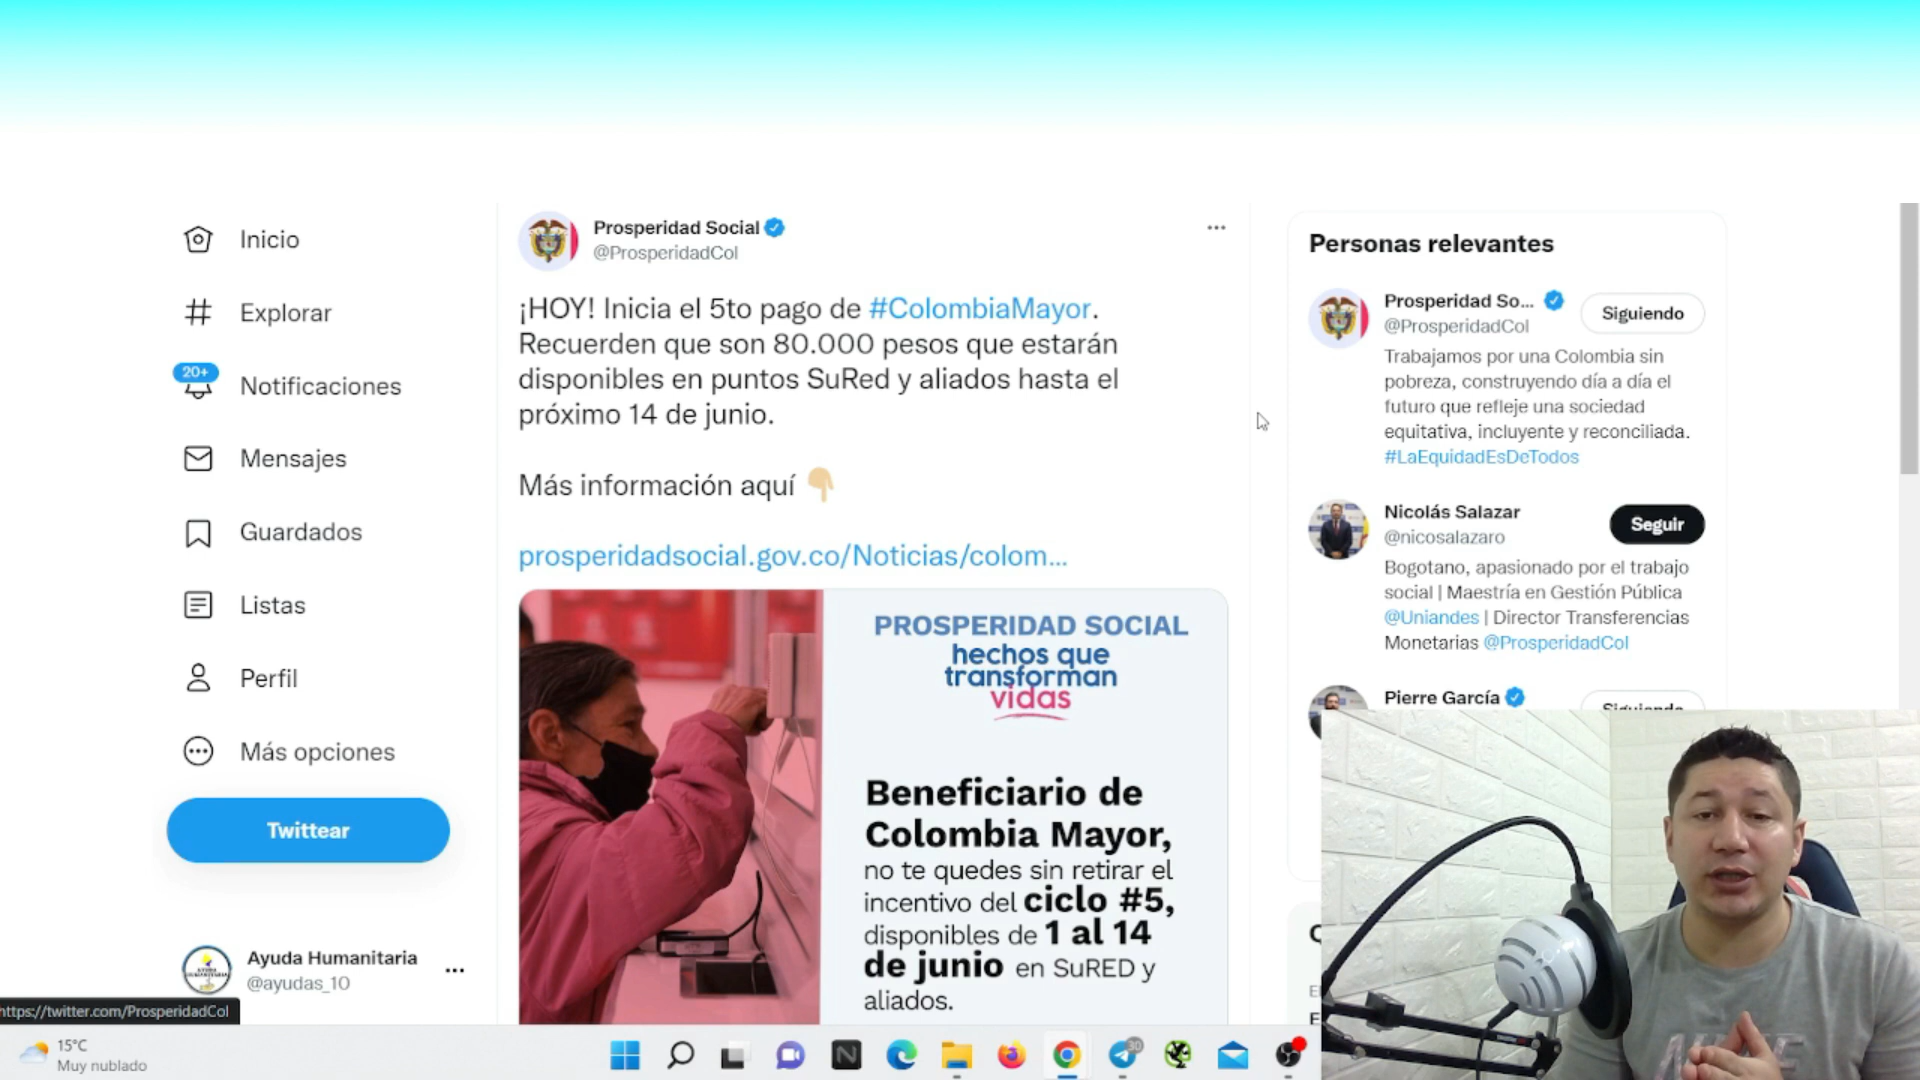 Inicio
Explorar
20+
Notificaciones
Mensajes
Guardados
Listas
Perfil
Más opciones
Twittear
Ayuda Humanitaria
@ayudas_10
https://twitter.com/ProsperidadCol
Prosperidad Social
@ProsperidadCol
¡HOY! Inicia el 5to pago de #ColombiaMayor.
Recuerden que son 80.000 pesos que estarán
disponibles en puntos SuRed y aliados hasta el
próximo 14 de junio.
Más información aquí
prosperidadsocial.gov.co/Noticias/colom...
PROSPERIDAD SOCIAL
hechos que
transforman
vidas
Beneficiario de
Colombia Mayor,
no te quedes sin retirar el
incentivo del ciclo #5,
disponibles de 1 al 14
de junio en SuRED y
aliados.
Personas relevantes
Prosperidad So...
@ProsperidadCol
Siguiendo
Trabajamos por una Colombia sin
pobreza, construyendo día a día el
futuro que refleje una sociedad
equitativa, incluyente y reconciliada.
#LaEquidadEsDeTodos
Nicolás Salazar
@nicosalazaro
Seguir
Bogotano, apasionado por el trabajo
social | Maestría en Gestión Pública
@Uniandes | Director Transferencias
Monetarias @ProsperidadCol
Pierre García
Siguiendo
15°C
Muy nublado
30